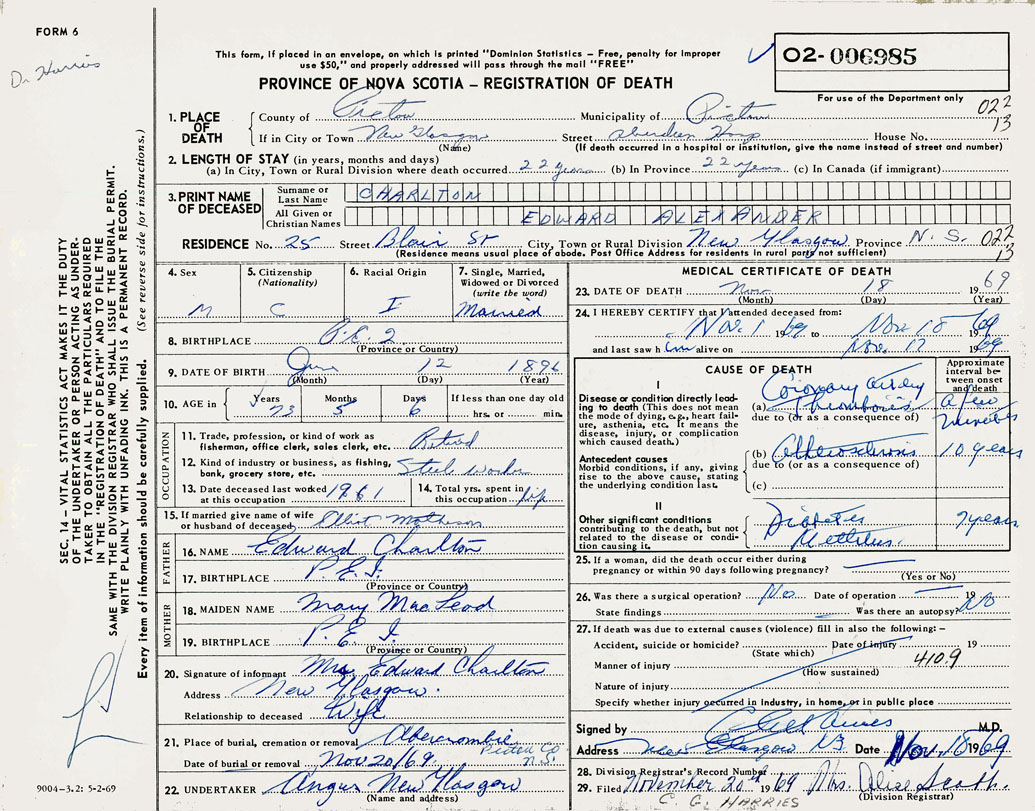 FORM 6
Dr Harries
This form, if placed in an envelope, on which is printed "Dominion Statistics – Free, penalty for improper
use $50," and properly addressed will pass through the mail "FREE"
02-006985
PROVINCE OF NOVA SCOTIA – REGISTRATION OF DEATH
For use of the Department only
022
13
1. PLACE OF DEATH
County of Pictou Municipality of Pictou
If in City or Town New Glasgow Street Aberdeen Hosp House No.
(Name) (If death occurred in a hospital or institution, give the name instead of street and number)
2. LENGTH OF STAY (in years, months and days)
(a) In City, Town or Rural Division where death occurred 22 years (b) In Province 22 years (c) In Canada (if immigrant)
3. PRINT NAME OF DECEASED
Surname or Last Name CHARLTON
All Given or Christian Names EDWARD ALEXANDER
RESIDENCE No. 25 Street Blair St City, Town or Rural Division New Glasgow Province N.S. 022
13
(Residence means usual place of abode. Post Office Address for residents in rural parts not sufficient)
4. Sex M
5. Citizenship (Nationality) C
6. Racial Origin I
7. Single, Married, Widowed or Divorced (write the word) Married
8. BIRTHPLACE P.E.I
(Province or Country)
9. DATE OF BIRTH June 12 1896
(Month) (Day) (Year)
10. AGE in Years 73 Months 5 Days 6 If less than one day old
hrs. or min.
OCCUPATION
11. Trade, profession or kind of work as
fisherman, office clerk, sales clerk, etc. Retired
12. Kind of industry or business, as fishing,
bank, grocery store, etc. Steel worker
13. Date deceased last worked at this occupation 1961
14. Total yrs. spent in this occupation life
15. If married give name of wife
or husband of deceased Matheson
FATHER
16. NAME Edward Charlton
17. BIRTHPLACE P.E.I.
(Province or Country)
MOTHER
18. MAIDEN NAME Mary MacLeod
19. BIRTHPLACE P.E.I.
(Province or Country)
20. Signature of informant Mrs Edward Charlton
Address New Glasgow.
Relationship to deceased Wife
21. Place of burial, cremation or removal Abercrombie
Pictou Co
N.S.
Date of burial or removal Nov 20/69
22. UNDERTAKER Angus New Glasgow
(Name and address)
MEDICAL CERTIFICATE OF DEATH
23. DATE OF DEATH Nov 18 1969
(Month) (Day) (Year)
24. I HEREBY CERTIFY that I attended deceased from:
Nov. 1 1969 to Nov. 18 1969
and last saw him alive on Nov. 17 1969
CAUSE OF DEATH
Approximate interval between onset and death
I
Disease or condition directly leading to death (This does not mean
the mode of dying, e.g., heart failure, asthenia, etc. It means the
disease, injury, or complication
which caused death.)
(a) Coronary Artery Thrombosis a few minutes
due to (or as a consequence of)
Antecedent causes
Morbid conditions, if any, giving
rise to the above cause, stating
the underlying condition last.
(b) Atherosclerosis 10 years
due to (or as a consequence of)
(c)
II
Other significant conditions
contributing to the death, but not
related to the disease or condition causing it.
Diabetes Mellitus. 7 years
25. If a woman, did the death occur either during
pregnancy or within 90 days following pregnancy?
(Yes or No)
26. Was there a surgical operation? No Date of operation
State findings Was there an autopsy? No
27. If death was due to external causes (violence) fill in also the following: –
Accident, suicide or homicide? Date of injury 19
(State which)
Manner of injury 4109
(How sustained)
Nature of injury
Specify whether injury occurred in Industry, in home, or in public place
Signed by M.D.
Address New Glasgow NS Date Nov. 18 1969
28. Division Registrar's Record Number
29. Filed November 20th 1969 Mrs. Alice
(Division Registrar)
C. G. HARRIES
SEC. 14 – VITAL STATISTICS ACT MAKES IT THE DUTY
OF THE UNDERTAKER OR PERSON ACTING AS UNDER-
TAKER TO OBTAIN ALL THE PARTICULARS REQUIRED
IN THE "REGISTRATION OF DEATH" AND TO FILE THE
SAME WITH THE DIVISION REGISTRAR WHO SHALL ISSUE THE BURIAL PERMIT.
WRITE PLAINLY WITH UNFADING INK. THIS IS A PERMANENT RECORD.
Every item of information should be carefully supplied. (See reverse side for instructions.)
9004–3.2: 5-2-69